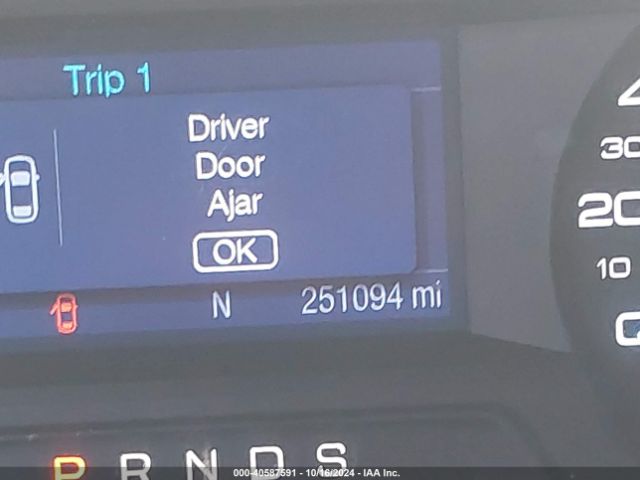 Trip 1
Driver
Door
Ajar
OK
N
251094 mi
30
20
10
P R N D S
000-40587591 - 10/16/2024 - IAA Inc.